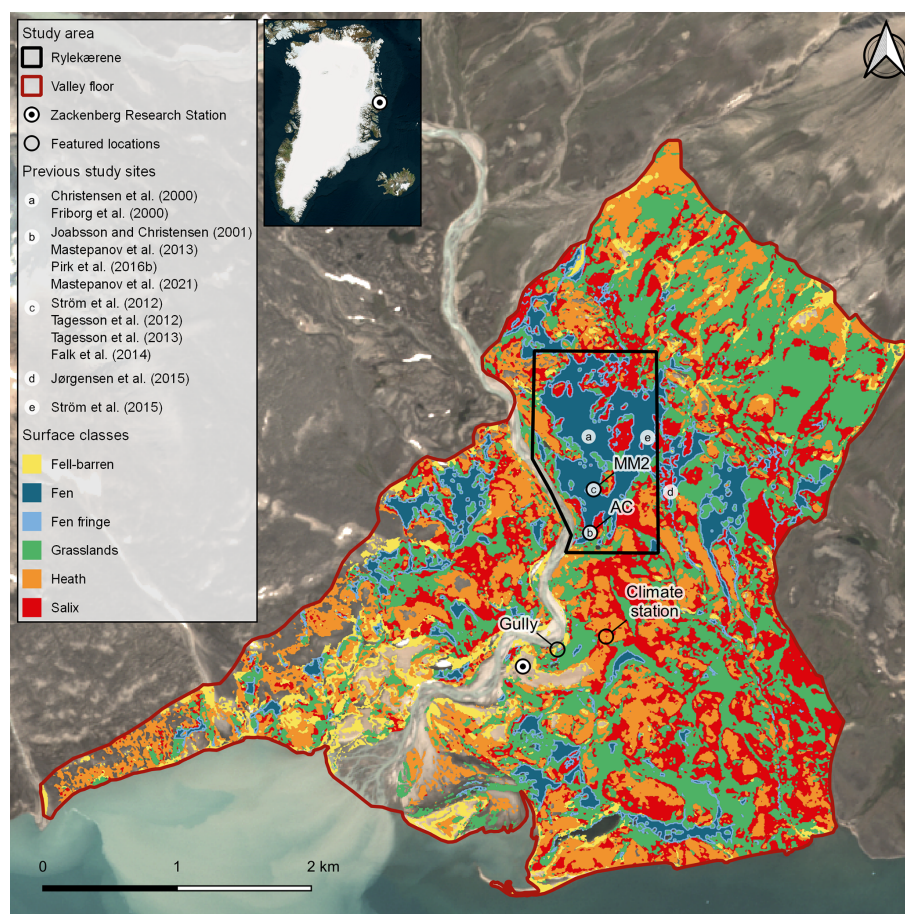 Study area
Rylekærene
Valley floor
Zackenberg Research Station
Featured locations
Previous study sites
a
Christensen et al. (2000)
Friborg et al. (2000)
b
Joabsson and Christensen (2001)
Mastepanov et al. (2013)
Pirk et al. (2016b)
Mastepanov et al. (2021)
c
Ström et al. (2012)
Tagesson et al. (2012)
Tagesson et al. (2013)
Falk et al. (2014)
d
Jørgensen et al. (2015)
e
Ström et al. (2015)
Surface classes
Fell-barren
Fen
Fen fringe
Grasslands
Heath
Salix
a
e
MM2
c
d
AC
b
Climate
station
Gully
0
1
2 km